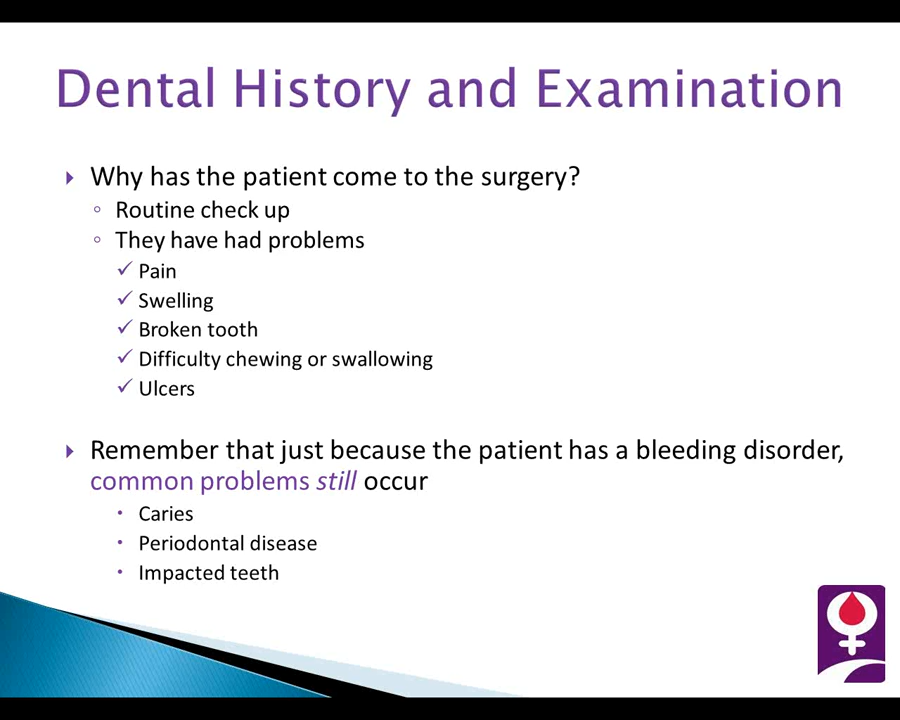 Dental History and Examination
Why has the patient come to the surgery?
Routine check up
They have had problems
Pain
Swelling
Broken tooth
Difficulty chewing or swallowing
Ulcers
Remember that just because the patient has a bleeding disorder,
common problems still occur
Caries
Periodontal disease
Impacted teeth